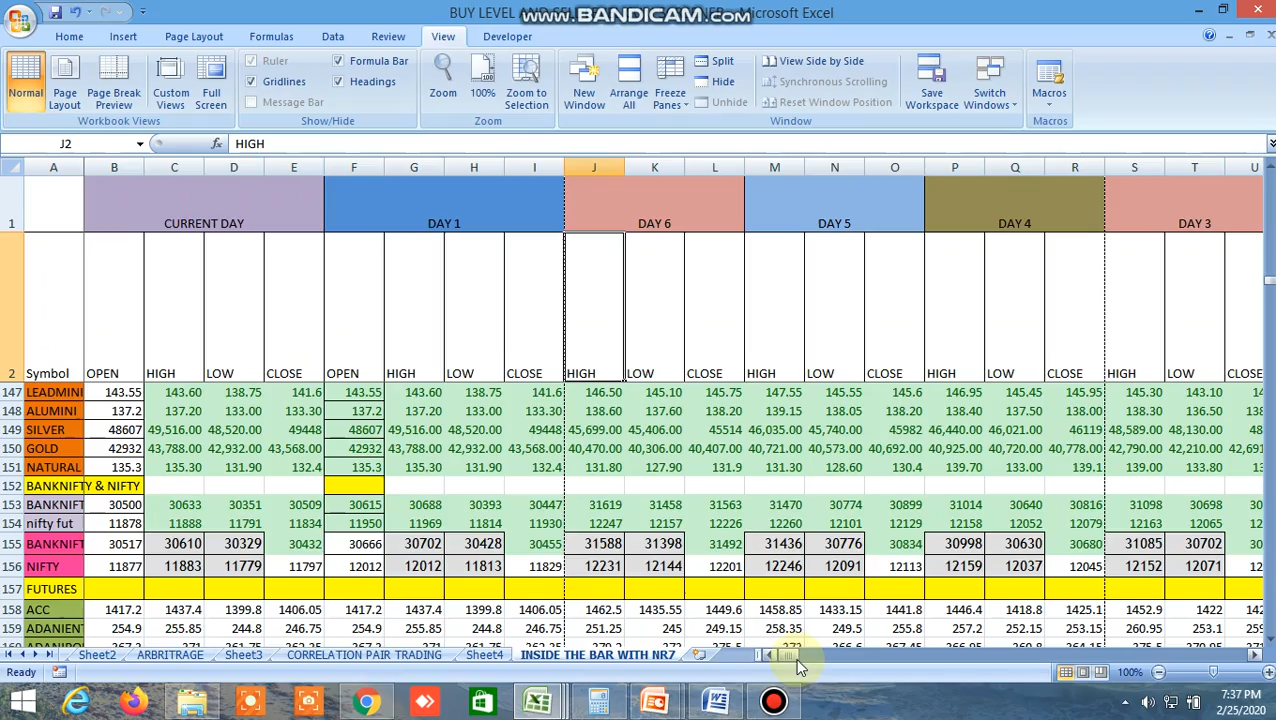 BUY LEVEL AND SEL Microsoft Excel
www.BANDICAM.com
Home Insert Page Layout Formulas Data Review View Developer
Normal Page Layout Page Break Preview Custom Views Full Screen
Ruler Formula Bar
Gridlines Headings
Message Bar
Zoom 100% Zoom to Selection
New Window Arrange All Freeze Panes
Split
Hide
Unhide
View Side by Side
Synchronous Scrolling
Reset Window Position
Save Workspace Switch Windows Macros
Workbook Views Show/Hide Zoom Window Macros
J2 fx HIGH
A B C D E F G H I J K L M N O P Q R S T U
1 CURRENT DAY DAY 1 DAY 6 DAY 5 DAY 4 DAY 3
2 Symbol OPEN HIGH LOW CLOSE OPEN HIGH LOW CLOSE HIGH LOW CLOSE HIGH LOW CLOSE HIGH LOW CLOSE HIGH LOW CLOSE
147 LEADMINI 143.55 143.60 138.75 141.6 143.55 143.60 138.75 141.6 146.50 145.10 145.75 147.55 145.55 145.6 146.95 145.45 145.95 145.30 143.10
148 ALUMINI 137.2 137.20 133.00 133.30 137.2 137.20 133.00 133.30 138.60 137.60 138.20 139.15 138.05 138.20 138.40 137.50 138.00 138.30 136.50 13
149 SILVER 48607 49,516.00 48,520.00 49448 48607 49,516.00 48,520.00 49448 45,699.00 45,406.00 45514 46,035.00 45,740.00 45982 46,440.00 46,021.00 46119 48,589.00 48,130.00 48
150 GOLD 42932 43,788.00 42,932.00 43,568.00 42932 43,788.00 42,932.00 43,568.00 40,470.00 40,306.00 40,407.00 40,721.00 40,573.00 40,692.00 40,925.00 40,720.00 40,778.00 42,790.00 42,210.00 42,69
151 NATURAL 135.3 135.30 131.90 132.4 135.3 135.30 131.90 132.4 131.80 127.90 131.9 131.30 128.60 130.4 139.70 133.00 139.1 139.00 133.80
BANKNIFTY & NIFTY
153 BANKNIFT 30500 30633 30351 30509 30615 30688 30393 30447 31619 31458 31563 31470 30774 30899 31014 30640 30816 31098 30698
154 nifty fut 11878 11888 11791 11834 11950 11969 11814 11930 12247 12157 12226 12260 12101 12129 12158 12052 12079 12163 12065
155 BANKNIFT 30517 30610 30329 30432 30666 30702 30428 30455 31588 31398 31492 31436 30776 30834 30998 30630 30680 31085 30702
156 NIFTY 11877 11883 11779 11797 12012 12012 11813 11829 12231 12144 12201 12246 12091 12113 12159 12037 12045 12152 12071
157 FUTURES
158 ACC 1417.2 1437.4 1399.8 1406.05 1417.2 1437.4 1399.8 1406.05 1462.5 1435.55 1449.6 1458.85 1433.15 1441.8 1446.4 1418.8 1425.1 1452.9 1422
159 ADANIENT 254.9 255.85 244.8 246.75 254.9 255.85 244.8 246.75 251.25 245 249.15 258.35 249.5 255.8 257.8 252.15 253.15 260.95 253.1
Sheet2 ARBITRAGE Sheet3 CORRELATION PAIR TRADING Sheet4 INSIDE THE BAR WITH NR7
Ready 100%
7:37 PM
2/25/2020